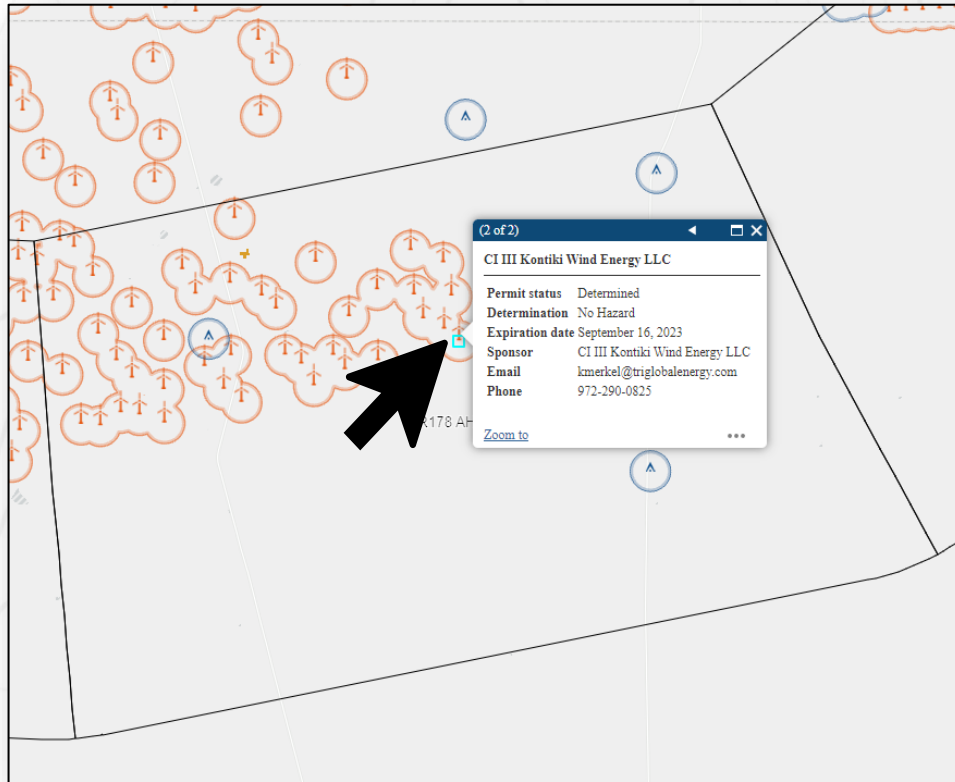 (2 of 2)
CI III Kontiki Wind Energy LLC
Permit status Determined
Determination No Hazard
Expiration date September 16, 2023
Sponsor CI III Kontiki Wind Energy LLC
Email kmerkel@triglobalenergy.com
Phone 972-290-0825
178 AH
Zoom to